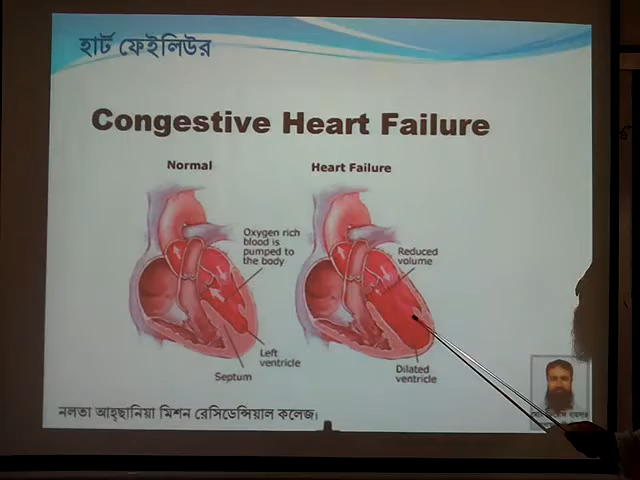 হার্ট ফেইলিউর
Congestive Heart Failure
Normal
Heart Failure
Oxygen rich
blood is
pumped to
the body
Reduced
volume
Left
ventricle
Septum
Dilated
ventricle
নলতা আহ্ছানিয়া মিশন রেসিডেন্সিয়াল কলেজ।